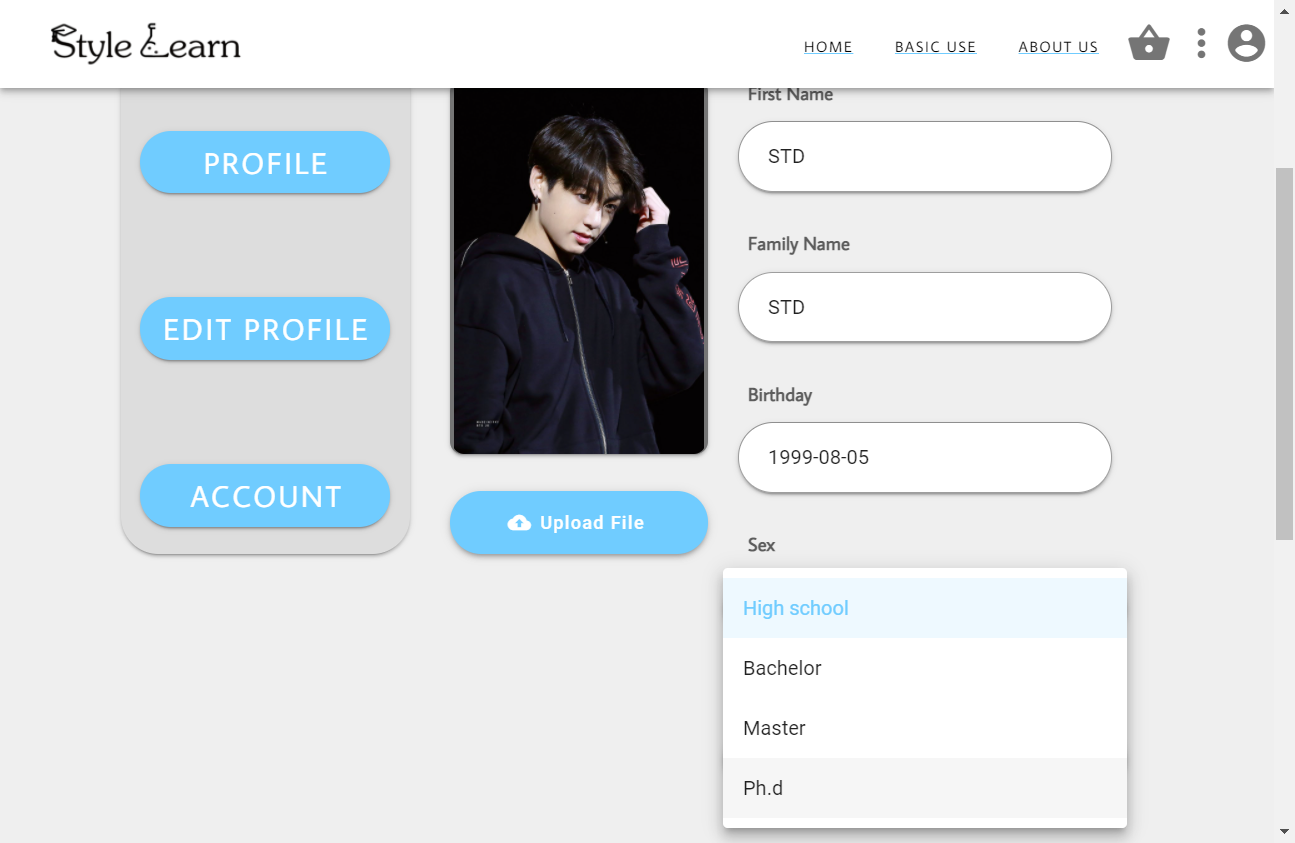 Style Learn
HOME
BASIC USE
ABOUT US
PROFILE
EDIT PROFILE
ACCOUNT
Upload File
First Name
STD
Family Name
STD
Birthday
1999-08-05
Sex
High school
Bachelor
Master
Ph.d